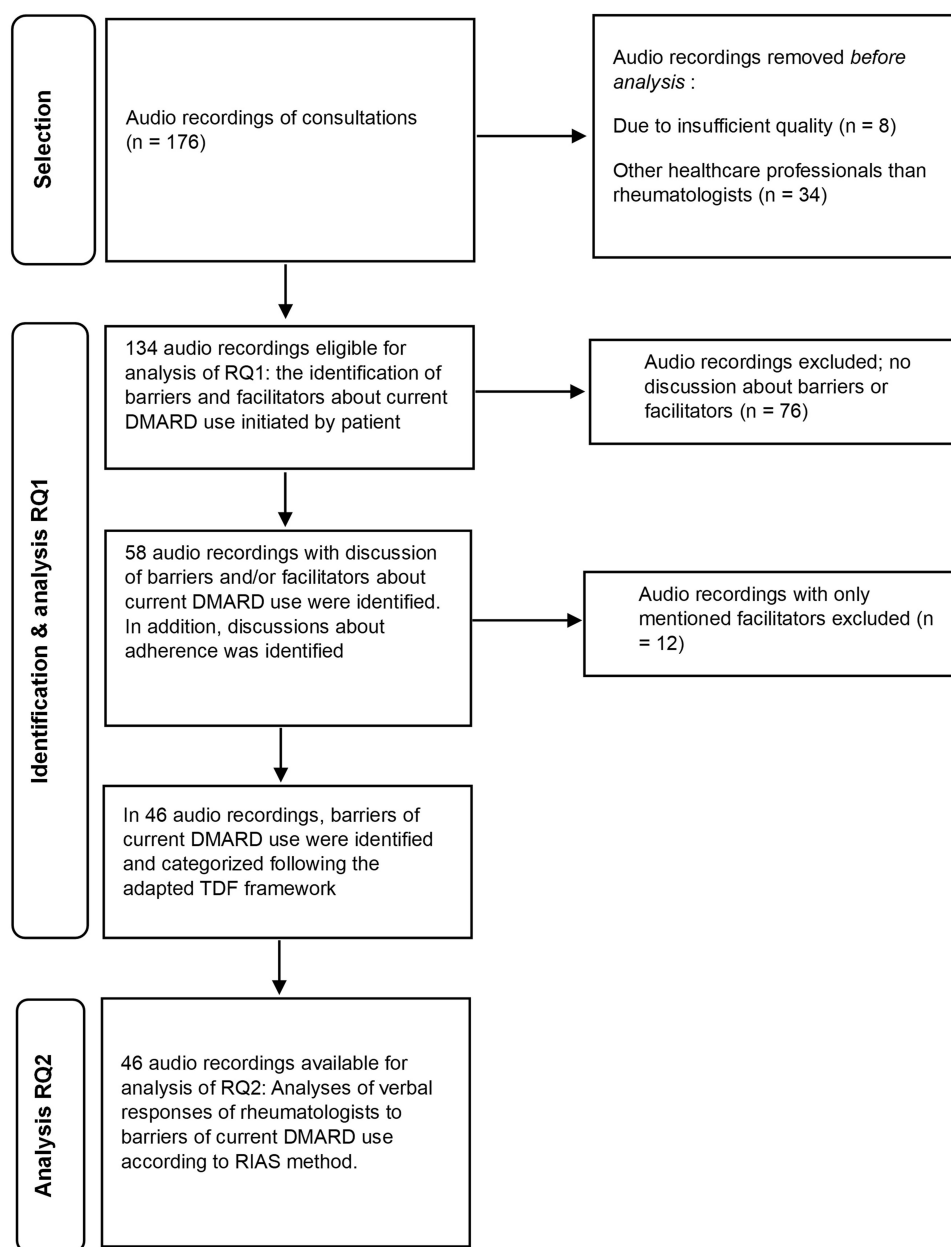 Selection
Audio recordings of consultations
(n = 176)
Audio recordings removed before
analysis :
Due to insufficient quality (n = 8)
Other healthcare professionals than
rheumatologists (n = 34)
Identification & analysis RQ1
134 audio recordings eligible for
analysis of RQ1: the identification of
barriers and facilitators about current
DMARD use initiated by patient
Audio recordings excluded; no
discussion about barriers or
facilitators (n = 76)
58 audio recordings with discussion
of barriers and/or facilitators about
current DMARD use were identified.
In addition, discussions about
adherence was identified
Audio recordings with only
mentioned facilitators excluded (n
= 12)
In 46 audio recordings, barriers of
current DMARD use were identified
and categorized following the
adapted TDF framework
Analysis RQ2
46 audio recordings available for
analysis of RQ2: Analyses of verbal
responses of rheumatologists to
barriers of current DMARD use
according to RIAS method.